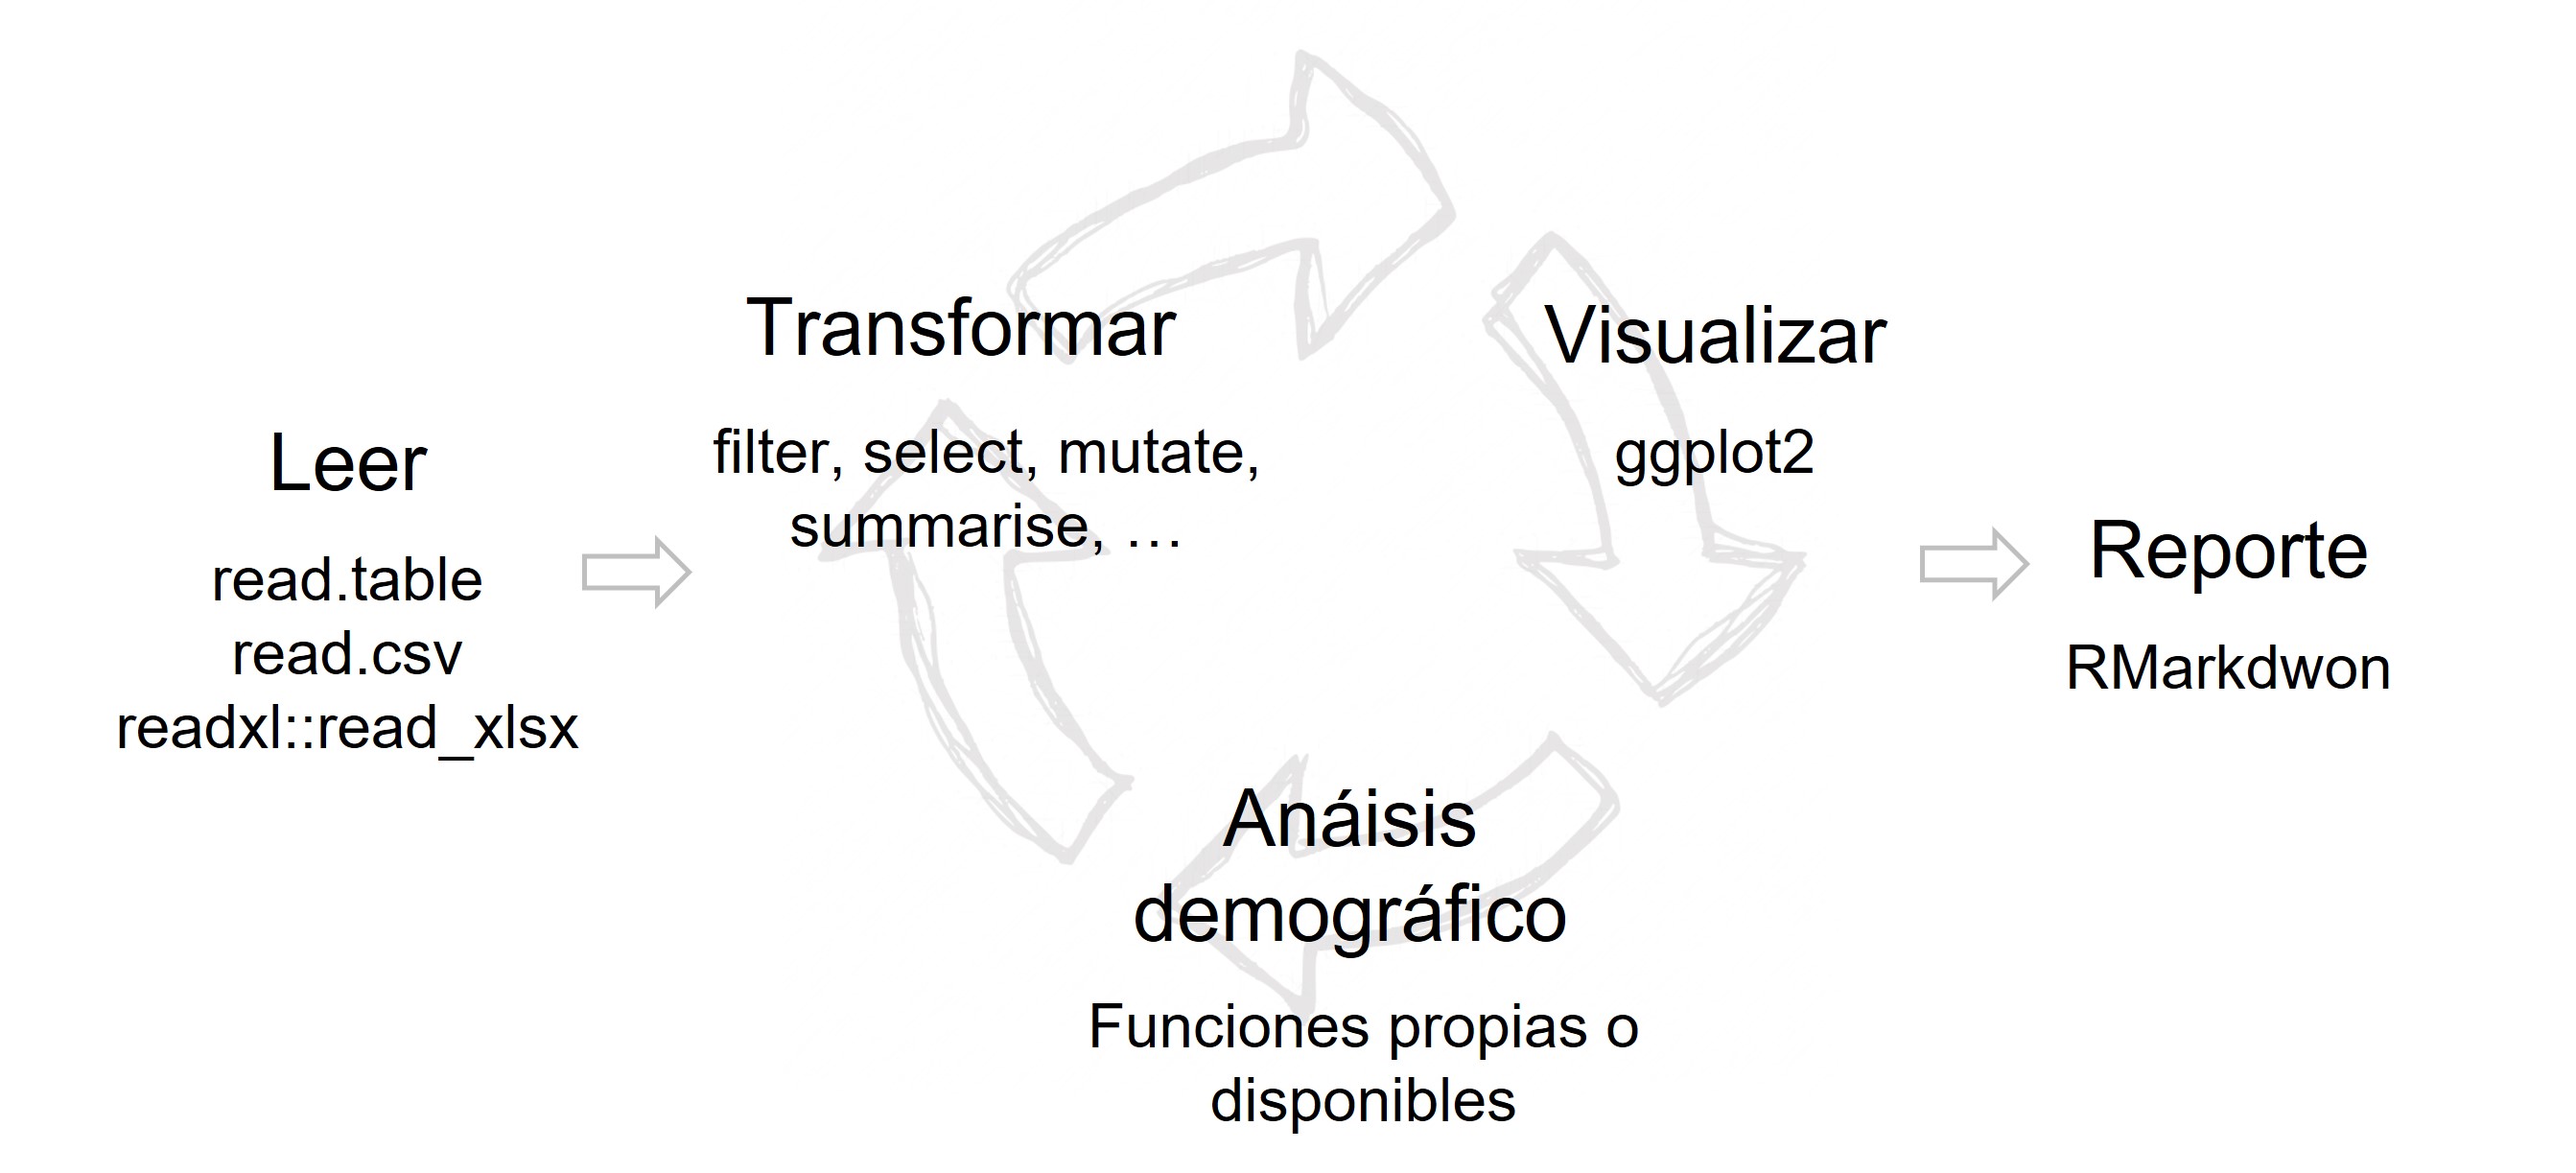 Leer
read.table
read.csv
readxl::read_xlsx
Transformar
filter, select, mutate,
summarise, …
Visualizar
ggplot2
Anáisis
demográfico
Funciones propias o
disponibles
Reporte
RMarkdwon